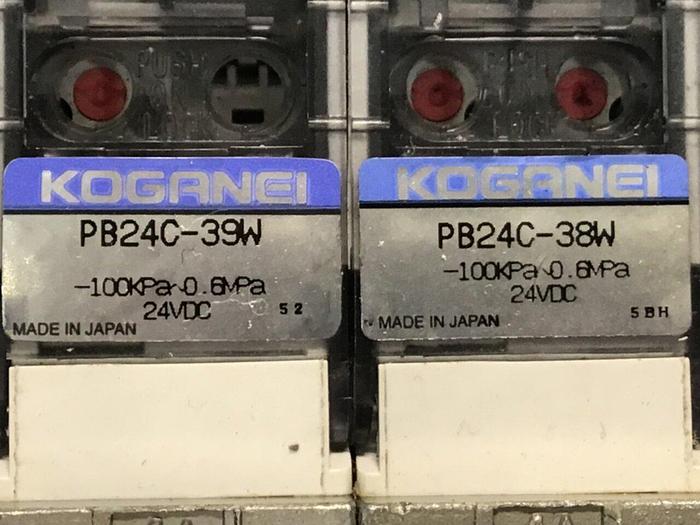 PUSH
KOGANEI
PB24C-39W
-100KPa~0.6MPa
24VDC 52
MADE IN JAPAN
KOGANEI
PB24C-38W
-100KPa~0.6MPa
24VDC
5BH
MADE IN JAPAN